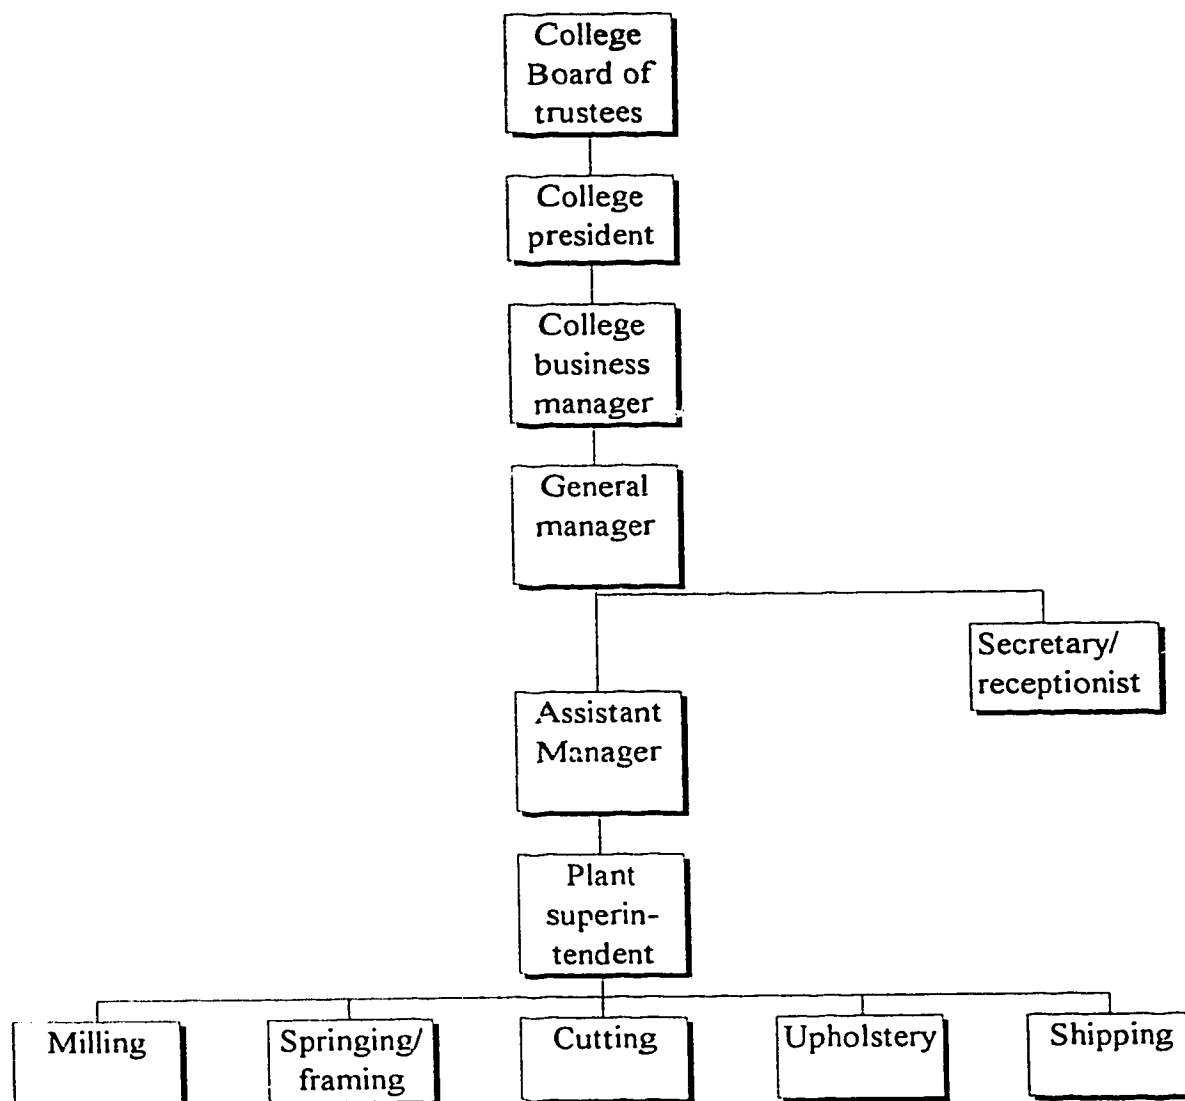 College
Board of
trustees
College
president
College
business
manager
General
manager
Secretary/
receptionist
Assistant
Manager
Plant
superin-
tendent
Milling
Springing/
framing
Cutting
Upholstery
Shipping